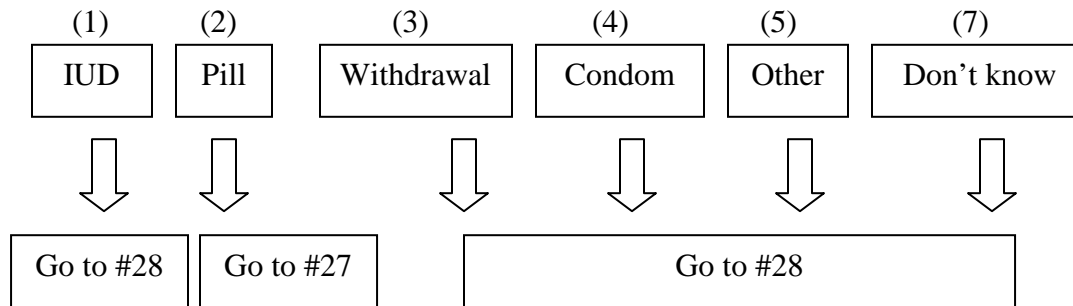 (1) (2) (3) (4) (5) (7)
IUD Pill Withdrawal Condom Other Don’t know
Go to #28 Go to #27 Go to #28